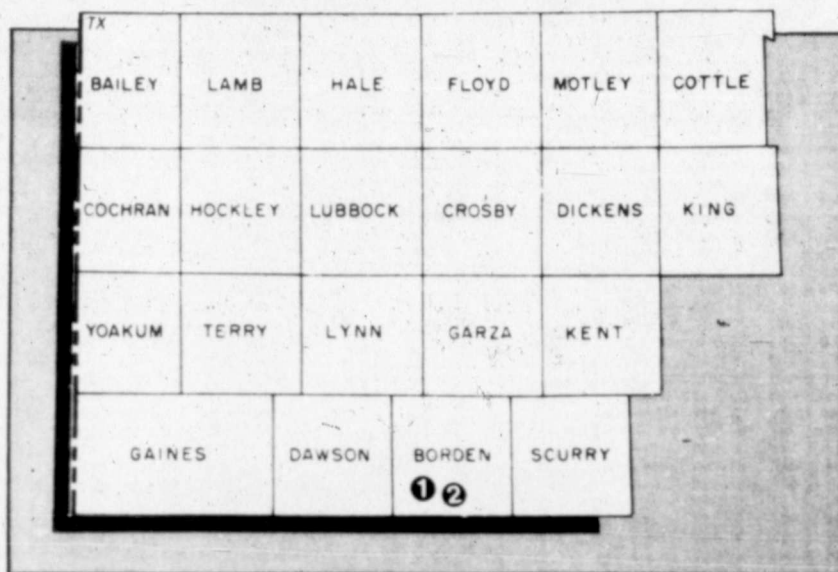 TX
BAILEY LAMB HALE FLOYD MOTLEY COTTLE
COCHRAN HOCKLEY LUBBOCK CROSBY DICKENS KING
YOAKUM TERRY LYNN GARZA KENT
GAINES DAWSON BORDEN SCURRY
1 2